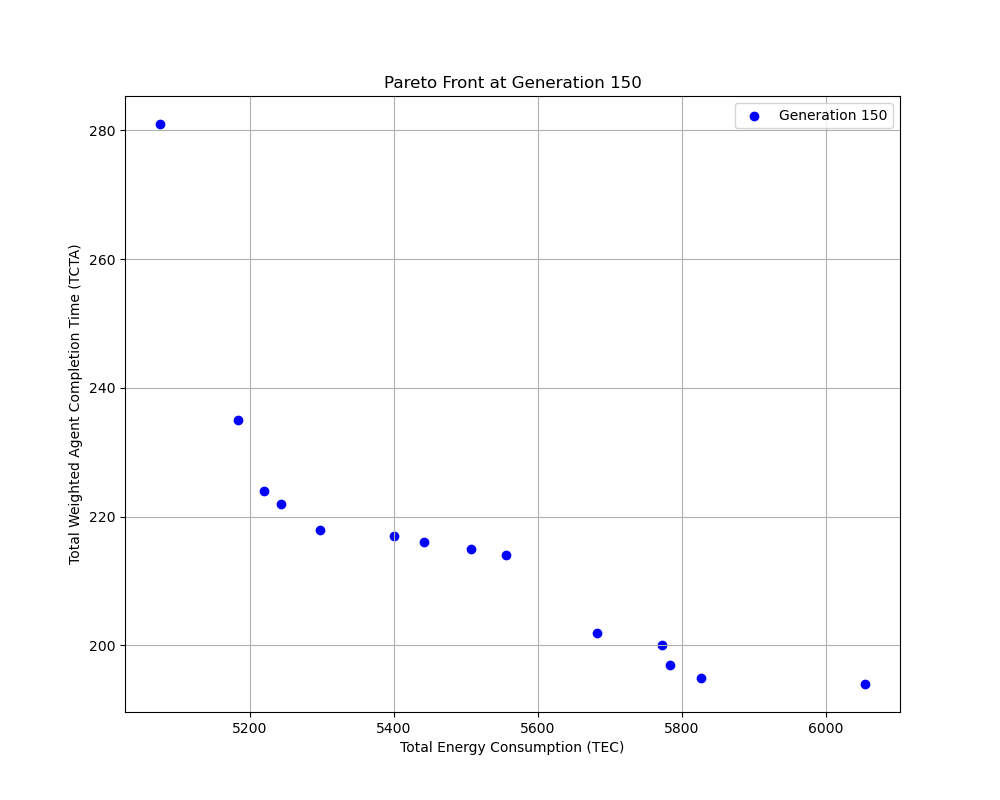 Pareto Front at Generation 150
Generation 150
Total Weighted Agent Completion Time (TCTA)
280
260
240
220
200
5200 5400 5600 5800 6000
Total Energy Consumption (TEC)